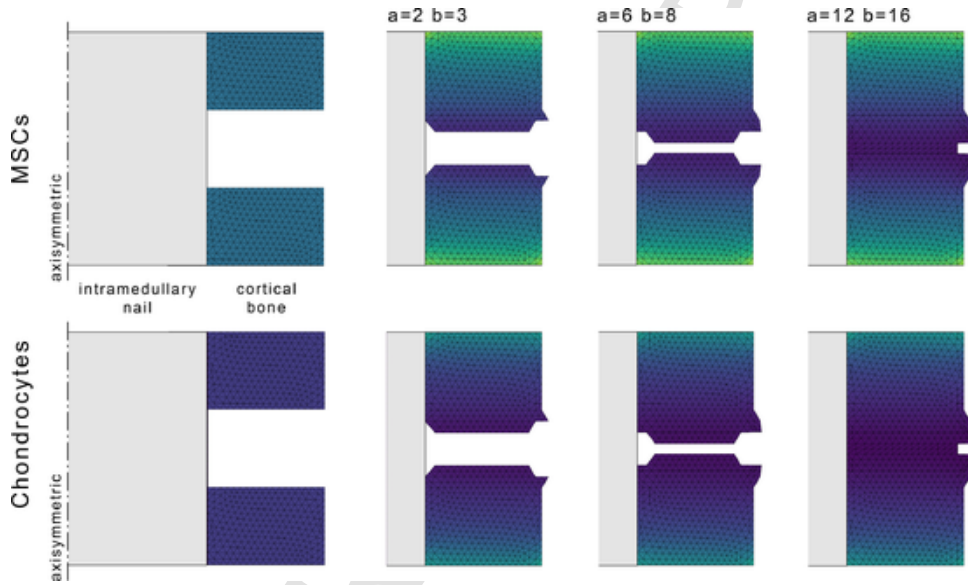 a=2 b=3
a=6 b=8
a=12 b=16
MSCs
axisymmetric
intramedullary
nail
cortical
bone
Chondrocytes
axisymmetric